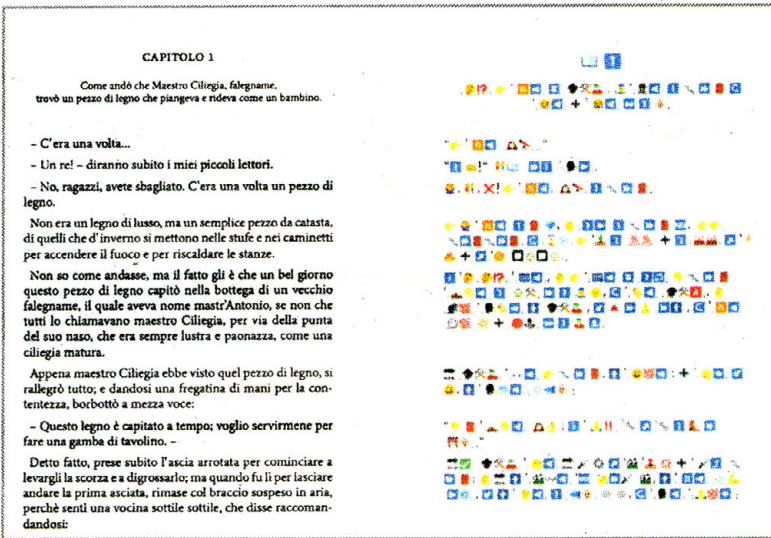 CAPITOLO 1
Come andò che Maestro Ciliegia, falegname,
trovò un pezzo di legno che piangeva e rideva come un bambino.
– C'era una volta...
– Un re! – diranno subito i miei piccoli lettori.
– No, ragazzi, avete sbagliato. C'era una volta un pezzo di
legno.
Non era un legno di lusso, ma un semplice pezzo da catasta,
di quelli che d'inverno si mettono nelle stufe e nei caminetti
per accendere il fuoco e per riscaldare le stanze.
Non so come andasse, ma il fatto gli è che un bel giorno
questo pezzo di legno capitò nella bottega di un vecchio
falegname, il quale aveva nome mastr'Antonio, se non che
tutti lo chiamavano maestro Ciliegia, per via della punta
del suo naso, che era sempre lustra e paonazza, come una
ciliegia matura.
Appena maestro Ciliegia ebbe visto quel pezzo di legno, si
rallegrò tutto; e dandosi una fregatina di mani per la con-
tentezza, borbottò a mezza voce:
– Questo legno è capitato a tempo; voglio servirmene per
fare una gamba di tavolino. –
Detto fatto, prese subito l'ascia arrotata per cominciare a
levargli la scorza e a digrossarlo; ma quando fu lì per lasciare
andare la prima asciata, rimase col braccio sospeso in aria,
perchè sentì una vocina sottile sottile, che disse raccoman-
dandosi: